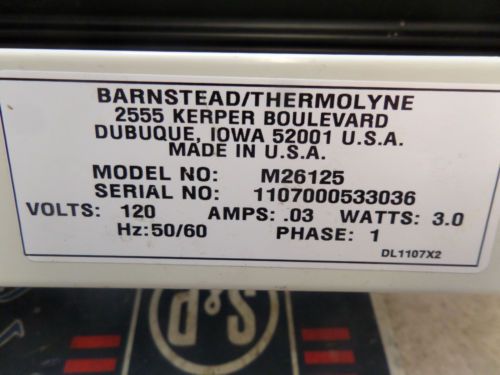 BARNSTEAD/THERMOLYNE
2555 KERPER BOULEVARD
DUBUQUE, IOWA 52001 U.S.A.
MADE IN U.S.A.
MODEL NO: M26125
SERIAL NO: 1107000533036
VOLTS: 120 AMPS: .03 WATTS: 3.0
Hz:50/60 PHASE: 1
DL1107X2